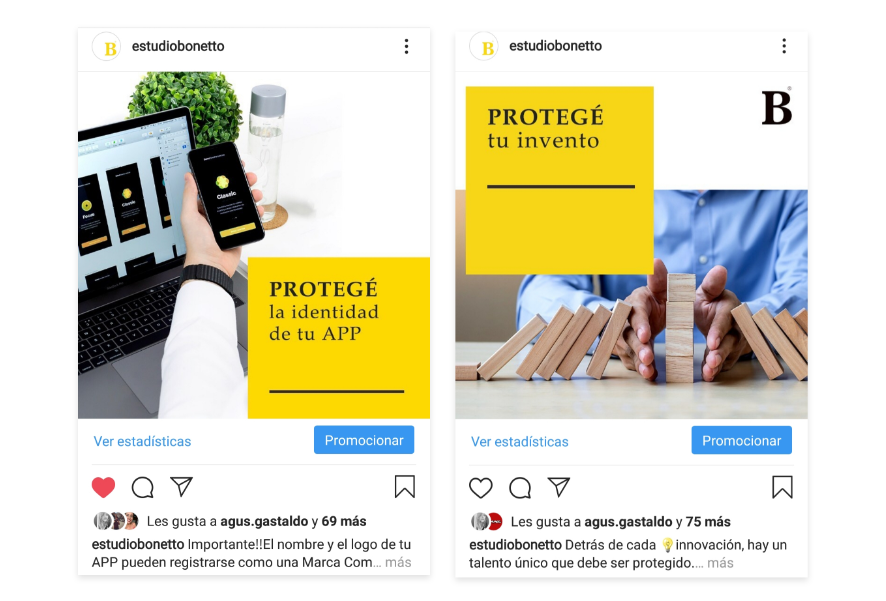 B
estudiobonetto
Focus
Classic
Classic
PROTEGÉ
la identidad
de tu APP
Ver estadísticas
Promocionar
Les gusta a agus.gastaldo y 69 más
estudiobonetto Importante!!El nombre y el logo de tu
APP pueden registrarse como una Marca Com... más
B
estudiobonetto
PROTEGÉ
tu invento
B®
Ver estadísticas
Promocionar
Les gusta a agus.gastaldo y 75 más
estudiobonetto Detrás de cada 💡innovación, hay un
talento único que debe ser protegido.... más